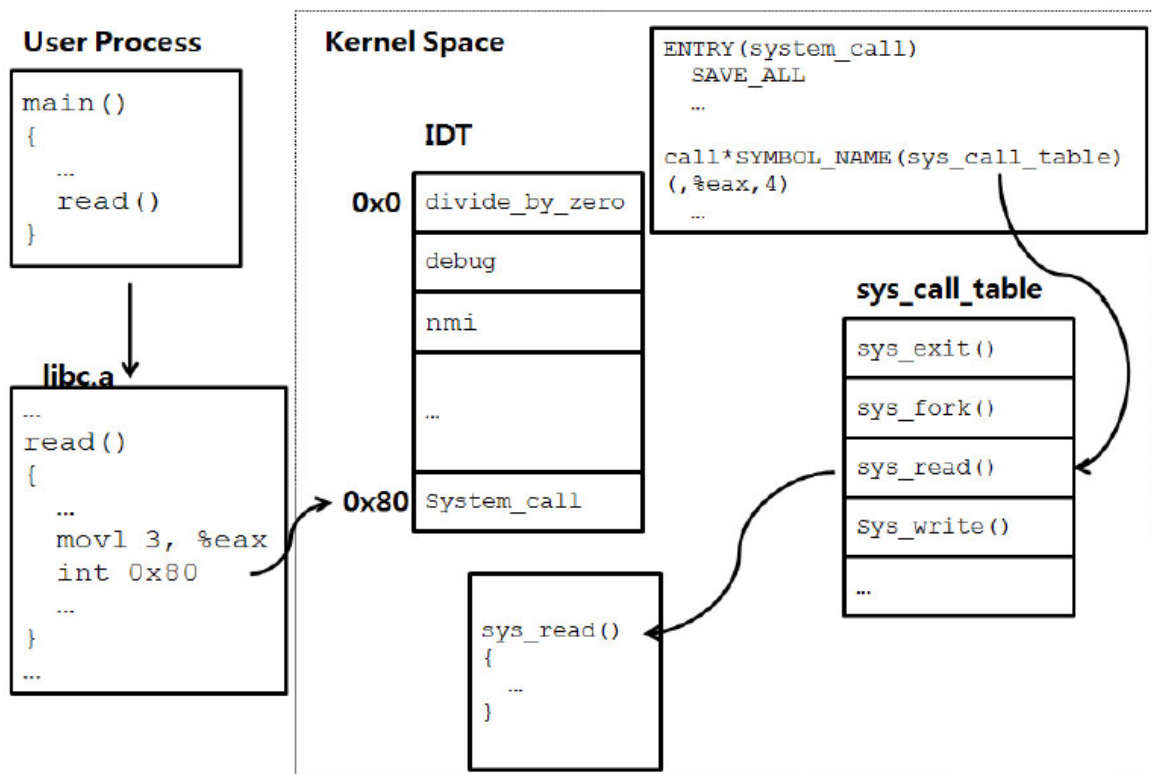 User Process
main()
{
…
read()
}
libc.a
...
read()
{
…
movl 3, %eax
int 0x80
…
}
...
Kernel Space
IDT
0x0
divide_by_zero
debug
nmi
…
0x80
System_call
ENTRY(system_call)
SAVE_ALL
…
call*SYMBOL_NAME(sys_call_table)
(,%eax,4)
…
sys_call_table
sys_exit()
sys_fork()
sys_read()
Sys_write()
…
sys_read()
{
…
}